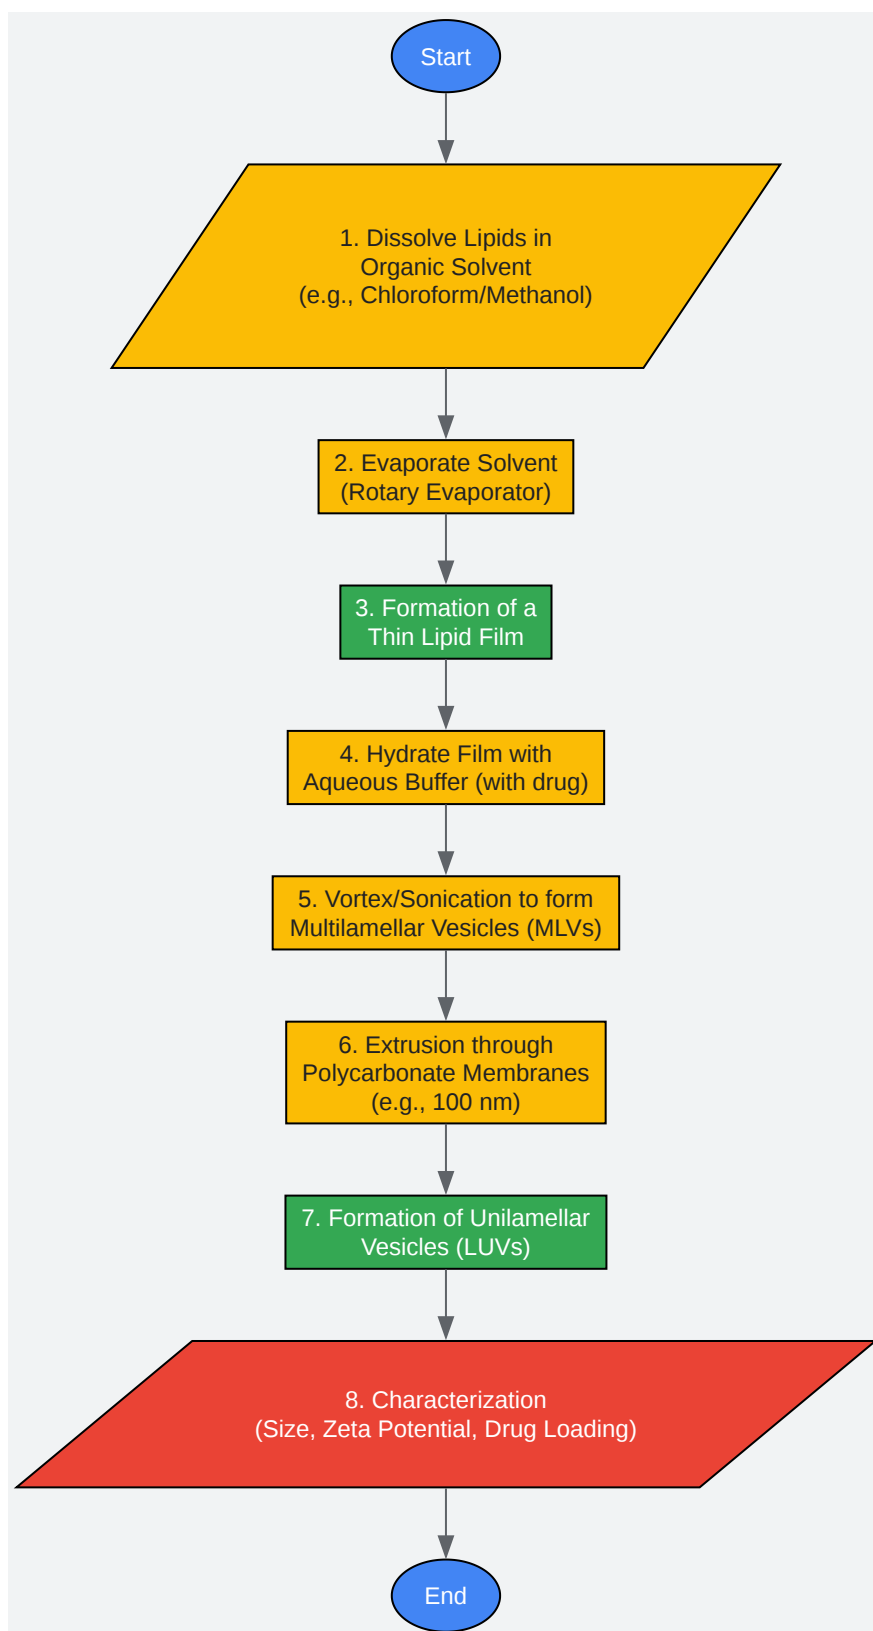 Start
1. Dissolve Lipids in
Organic Solvent
(e.g., Chloroform/Methanol)
2. Evaporate Solvent
(Rotary Evaporator)
3. Formation of a
Thin Lipid Film
4. Hydrate Film with
Aqueous Buffer (with drug)
5. Vortex/Sonication to form
Multilamellar Vesicles (MLVs)
6. Extrusion through
Polycarbonate Membranes
(e.g., 100 nm)
7. Formation of Unilamellar
Vesicles (LUVs)
8. Characterization
(Size, Zeta Potential, Drug Loading)
End